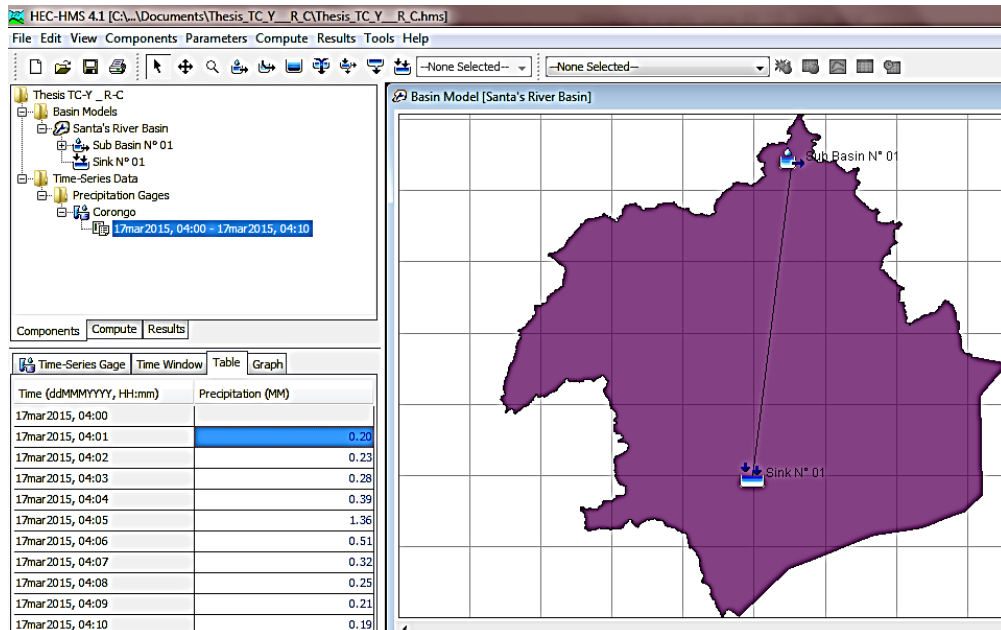 HEC-HMS 4.1 [C:\...\Documents\Thesis_TC_Y__R_C\Thesis_TC_Y__R_C.hms]
File Edit View Components Parameters Compute Results Tools Help
--None Selected-- --None Selected--
Thesis TC-Y _R-C
Basin Models
Santa's River Basin
Sub Basin N° 01
Sink N° 01
Time-Series Data
Precipitation Gages
Corongo
17mar2015, 04:00 - 17mar2015, 04:10
Components Compute Results
Time-Series Gage Time Window Table Graph
Time (ddMMMYYYY, HH:mm) Precipitation (MM)
17mar2015, 04:00
17mar2015, 04:01 0.20
17mar2015, 04:02 0.23
17mar2015, 04:03 0.28
17mar2015, 04:04 0.39
17mar2015, 04:05 1.36
17mar2015, 04:06 0.51
17mar2015, 04:07 0.32
17mar2015, 04:08 0.25
17mar2015, 04:09 0.21
17mar2015, 04:10 0.19
Basin Model [Santa's River Basin]
Sub Basin N° 01
Sink N° 01